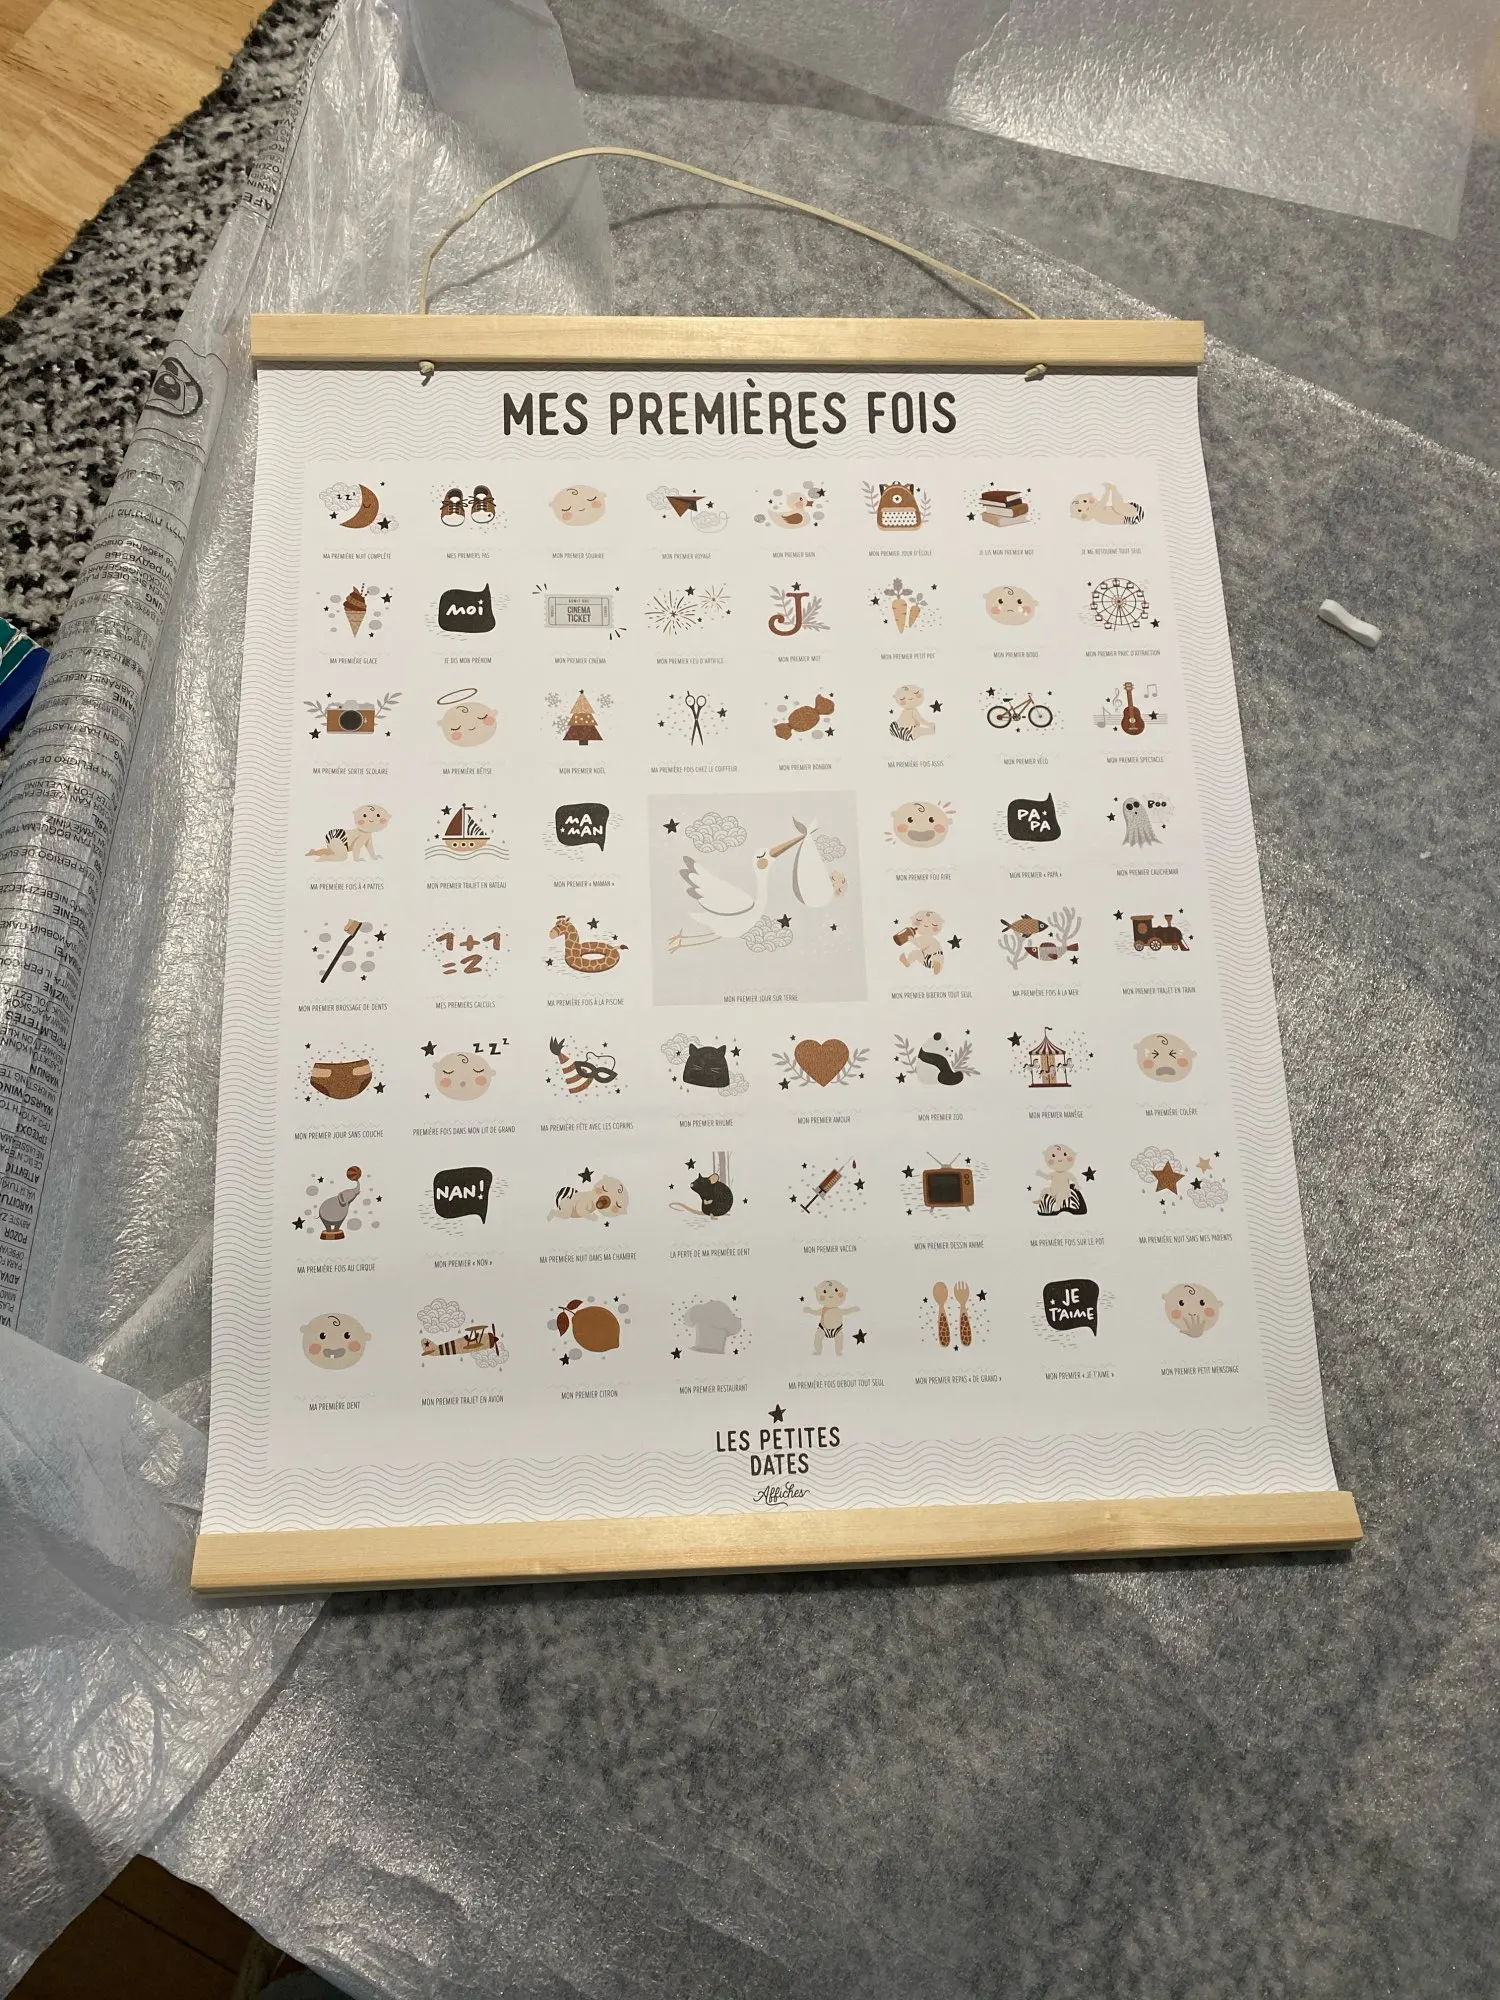 MES PREMIÈRES FOIS
MA PREMIÈRE NUIT COMPLÈTE
MES PREMIERS PAS
MON PREMIER SOURIRE
MON PREMIER VOYAGE
MON PREMIER BAIN
MON PREMIER JOUR D'ÉCOLE
JE LIS MON PREMIER MOT
JE ME RETOURNE TOUT SEUL
MOI
ADMIT ONE
CINEMA
TICKET
J
MA PREMIÈRE GLACE
JE DIS MON PRÉNOM
MON PREMIER CINÉMA
MON PREMIER FEU D'ARTIFICE
MON PREMIER MOT
MON PREMIER PETIT POT
MON PREMIER BOBO
MON PREMIER PARC D'ATTRACTION
MA PREMIÈRE SORTIE SCOLAIRE
MA PREMIÈRE BÊTISE
MON PREMIER NOËL
MA PREMIÈRE FOIS CHEZ LE COIFFEUR
MON PREMIER BONBON
MA PREMIÈRE FOIS ASSIS
MON PREMIER VÉLO
MON PREMIER SPECTACLE
MA
MAN
PA
PA
BOO
MA PREMIÈRE FOIS À 4 PATTES
MON PREMIER TRAJET EN BATEAU
MON PREMIER « MAMAN »
MON PREMIER FOU RIRE
MON PREMIER « PAPA »
MON PREMIER CAUCHEMAR
1+1
=2
MON PREMIER BROSSAGE DE DENTS
MES PREMIERS CALCULS
MA PREMIÈRE FOIS À LA PISCINE
MON PREMIER JOUR SUR TERRE
MON PREMIER BIBERON TOUT SEUL
MA PREMIÈRE FOIS À LA MER
MON PREMIER TRAJET EN TRAIN
ZZZ
MON PREMIER JOUR SANS COUCHE
PREMIÈRE FOIS DANS MON LIT DE GRAND
MA PREMIÈRE FÊTE AVEC LES COPAINS
MON PREMIER RHUME
MON PREMIER AMOUR
MON PREMIER ZOO
MON PREMIER MANÈGE
MA PREMIÈRE COLÈRE
NAN!
MA PREMIÈRE FOIS AU CIRQUE
MON PREMIER « NON »
MA PREMIÈRE NUIT DANS MA CHAMBRE
LA PERTE DE MA PREMIÈRE DENT
MON PREMIER VACCIN
MON PREMIER DESSIN ANIMÉ
MA PREMIÈRE FOIS SUR LE POT
MA PREMIÈRE NUIT SANS MES PARENTS
JE
T'AIME
MA PREMIÈRE DENT
MON PREMIER TRAJET EN AVION
MON PREMIER CITRON
MON PREMIER RESTAURANT
MA PREMIÈRE FOIS DEBOUT TOUT SEUL
MON PREMIER REPAS « DE GRAND »
MON PREMIER « JE T'AIME »
MON PREMIER PETIT MENSONGE
LES PETITES
DATES
Affiches